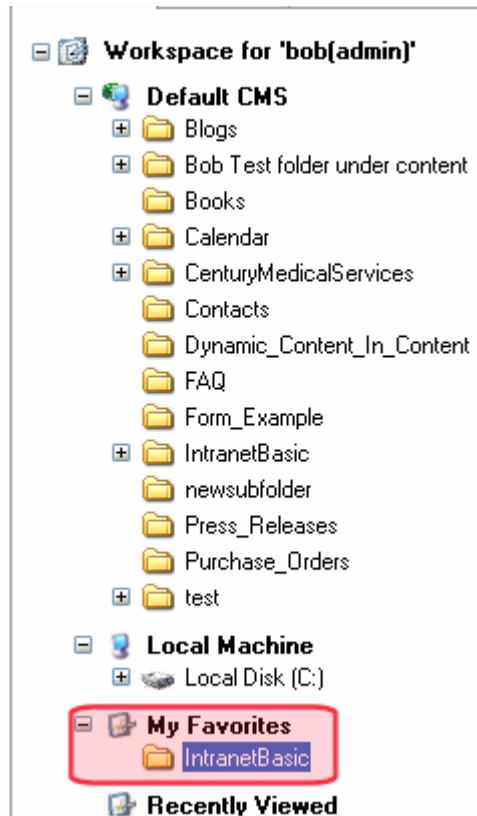 Workspace for 'bob(admin)'
Default CMS
Blogs
Bob Test folder under content
Books
Calendar
CenturyMedicalServices
Contacts
Dynamic_Content_In_Content
FAQ
Form_Example
IntranetBasic
newsubfolder
Press_Releases
Purchase_Orders
test
Local Machine
Local Disk (C:)
My Favorites
IntranetBasic
Recently Viewed